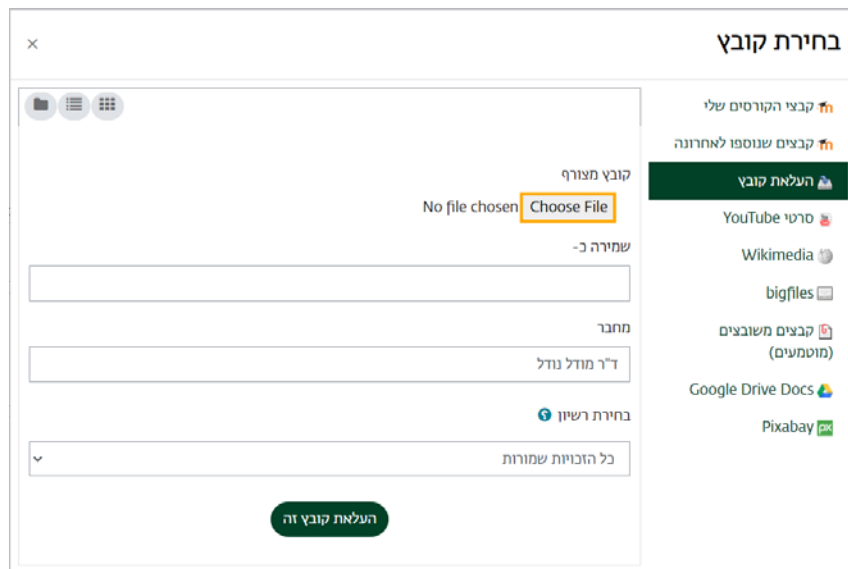 בחירת קובץ
×
קבצי הקורסים שלי
קבצים שנוספו לאחרונה
העלאת קובץ
סרטי YouTube
Wikimedia
bigfiles
קבצים משובצים
(מוטמעים)
Google Drive Docs
Pixabay
קובץ מצורף
Choose File No file chosen
שמירה כ-
מחבר
ד"ר מודל נודל
בחירת רשיון
כל הזכויות שמורות
העלאת קובץ זה